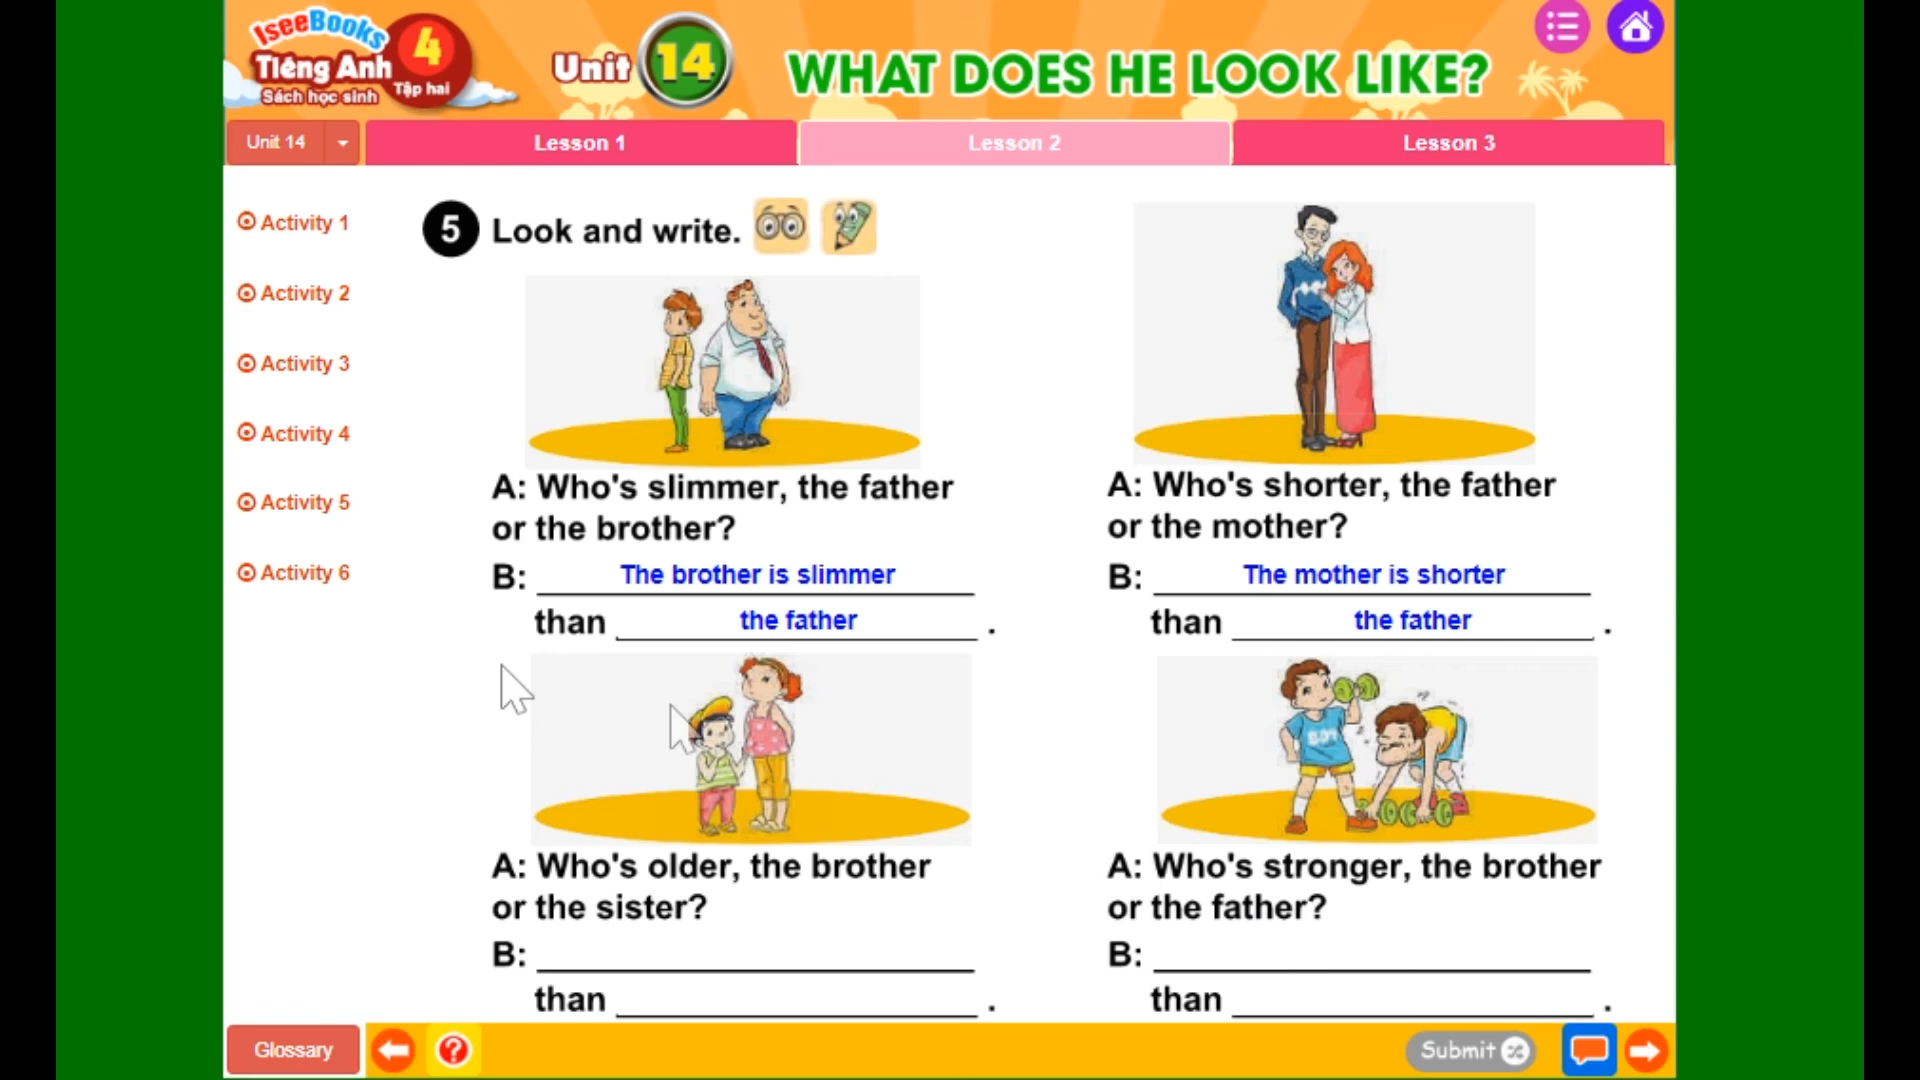 IseeBooks
Tiếng Anh 4
Sách học sinh Tập hai
Unit 14 WHAT DOES HE LOOK LIKE?
Unit 14 Lesson 1 Lesson 2 Lesson 3
Activity 1
Activity 2
Activity 3
Activity 4
Activity 5
Activity 6
5 Look and write.
A: Who's slimmer, the father
or the brother?
B: The brother is slimmer
than the father .
A: Who's shorter, the father
or the mother?
B: The mother is shorter
than the father .
A: Who's older, the brother
or the sister?
B:
than .
BOY
A: Who's stronger, the brother
or the father?
B:
than .
Glossary ? Submit